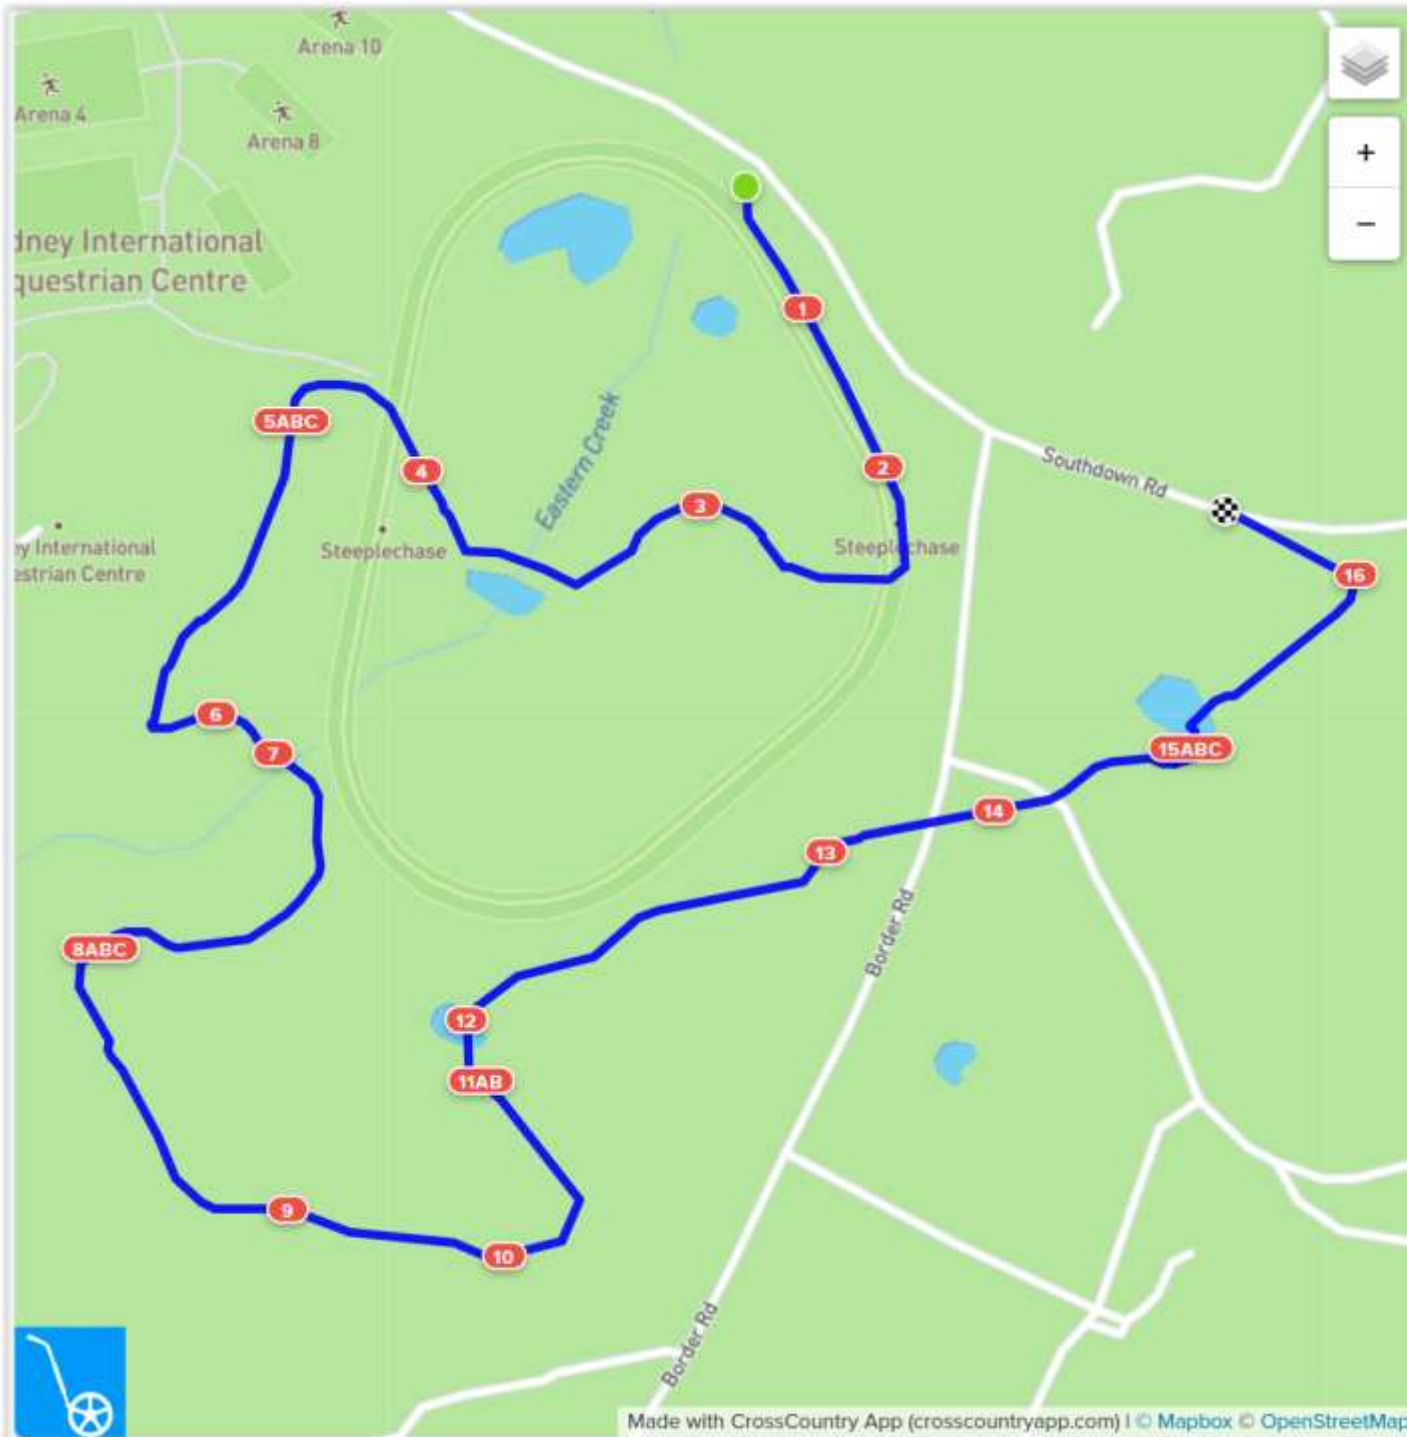 Arena 10
Arena 4
Arena 8
dney International
questrian Centre
1
Southdown Rd
5ABC
4
2
Eastern Creek
3
Steeplechase
Steeplechase
ey International
estrian Centre
16
6
7
15ABC
14
13
Border Rd
8ABC
12
11AB
9
10
Border Rd
+
−
Made with CrossCountry App (crosscountryapp.com) | © Mapbox © OpenStreetMap